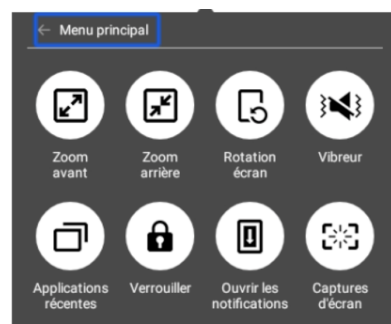 Menu principal
Zoom avant
Zoom arrière
Rotation écran
Vibreur
Applications récentes
Verrouiller
Ouvrir les notifications
Captures d'écran